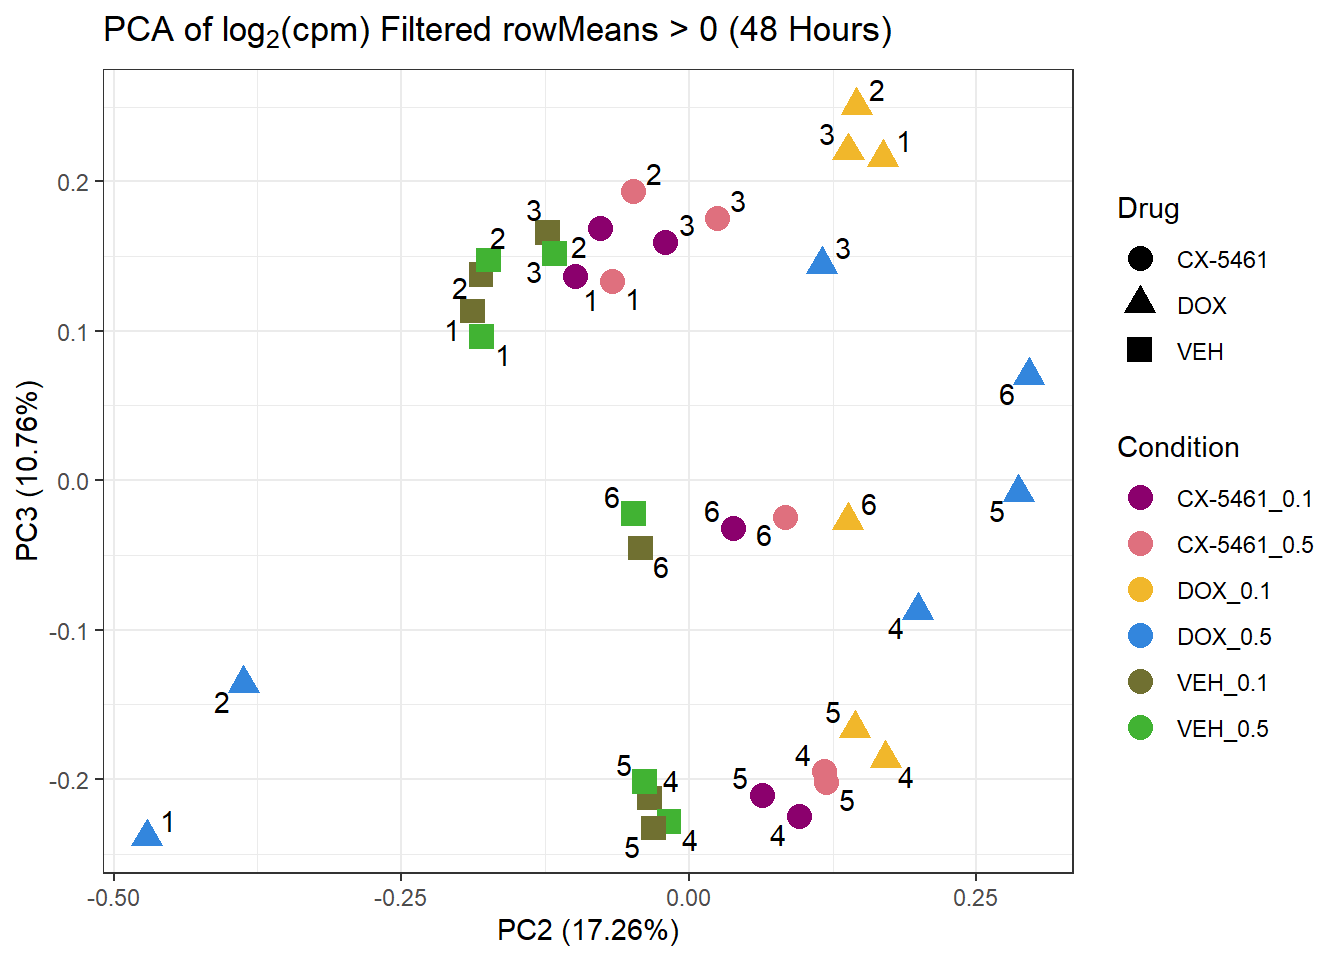 PCA of log2(cpm) Filtered rowMeans > 0 (48 Hours)
2
3 1
2
3 3
3
2 2 3
3
2 1 1
1
1
6
6 6 6
6
5
6
4
2
5
5 4 5 4
4
5
1
5 4 4
0.2
0.1
0.0
-0.1
-0.2
PC3 (10.76%)
-0.50 -0.25 0.00 0.25
PC2 (17.26%)
Drug
CX-5461
DOX
VEH
Condition
CX-5461_0.1
CX-5461_0.5
DOX_0.1
DOX_0.5
VEH_0.1
VEH_0.5